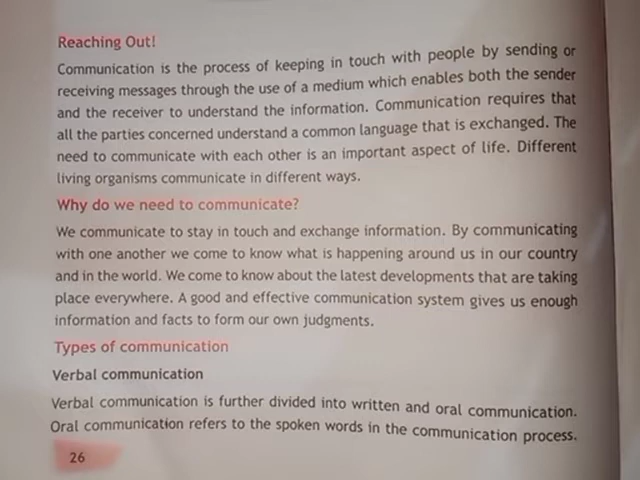 Reaching Out!
Communication is the process of keeping in touch with people by sending or
receiving messages through the use of a medium which enables both the sender
and the receiver to understand the information. Communication requires that
all the parties concerned understand a common language that is exchanged. The
need to communicate with each other is an important aspect of life. Different
living organisms communicate in different ways.
Why do we need to communicate?
We communicate to stay in touch and exchange information. By communicating
with one another we come to know what is happening around us in our country
and in the world. We come to know about the latest developments that are taking
place everywhere. A good and effective communication system gives us enough
information and facts to form our own judgments.
Types of communication
Verbal communication
Verbal communication is further divided into written and oral communication.
Oral communication refers to the spoken words in the communication process.
26